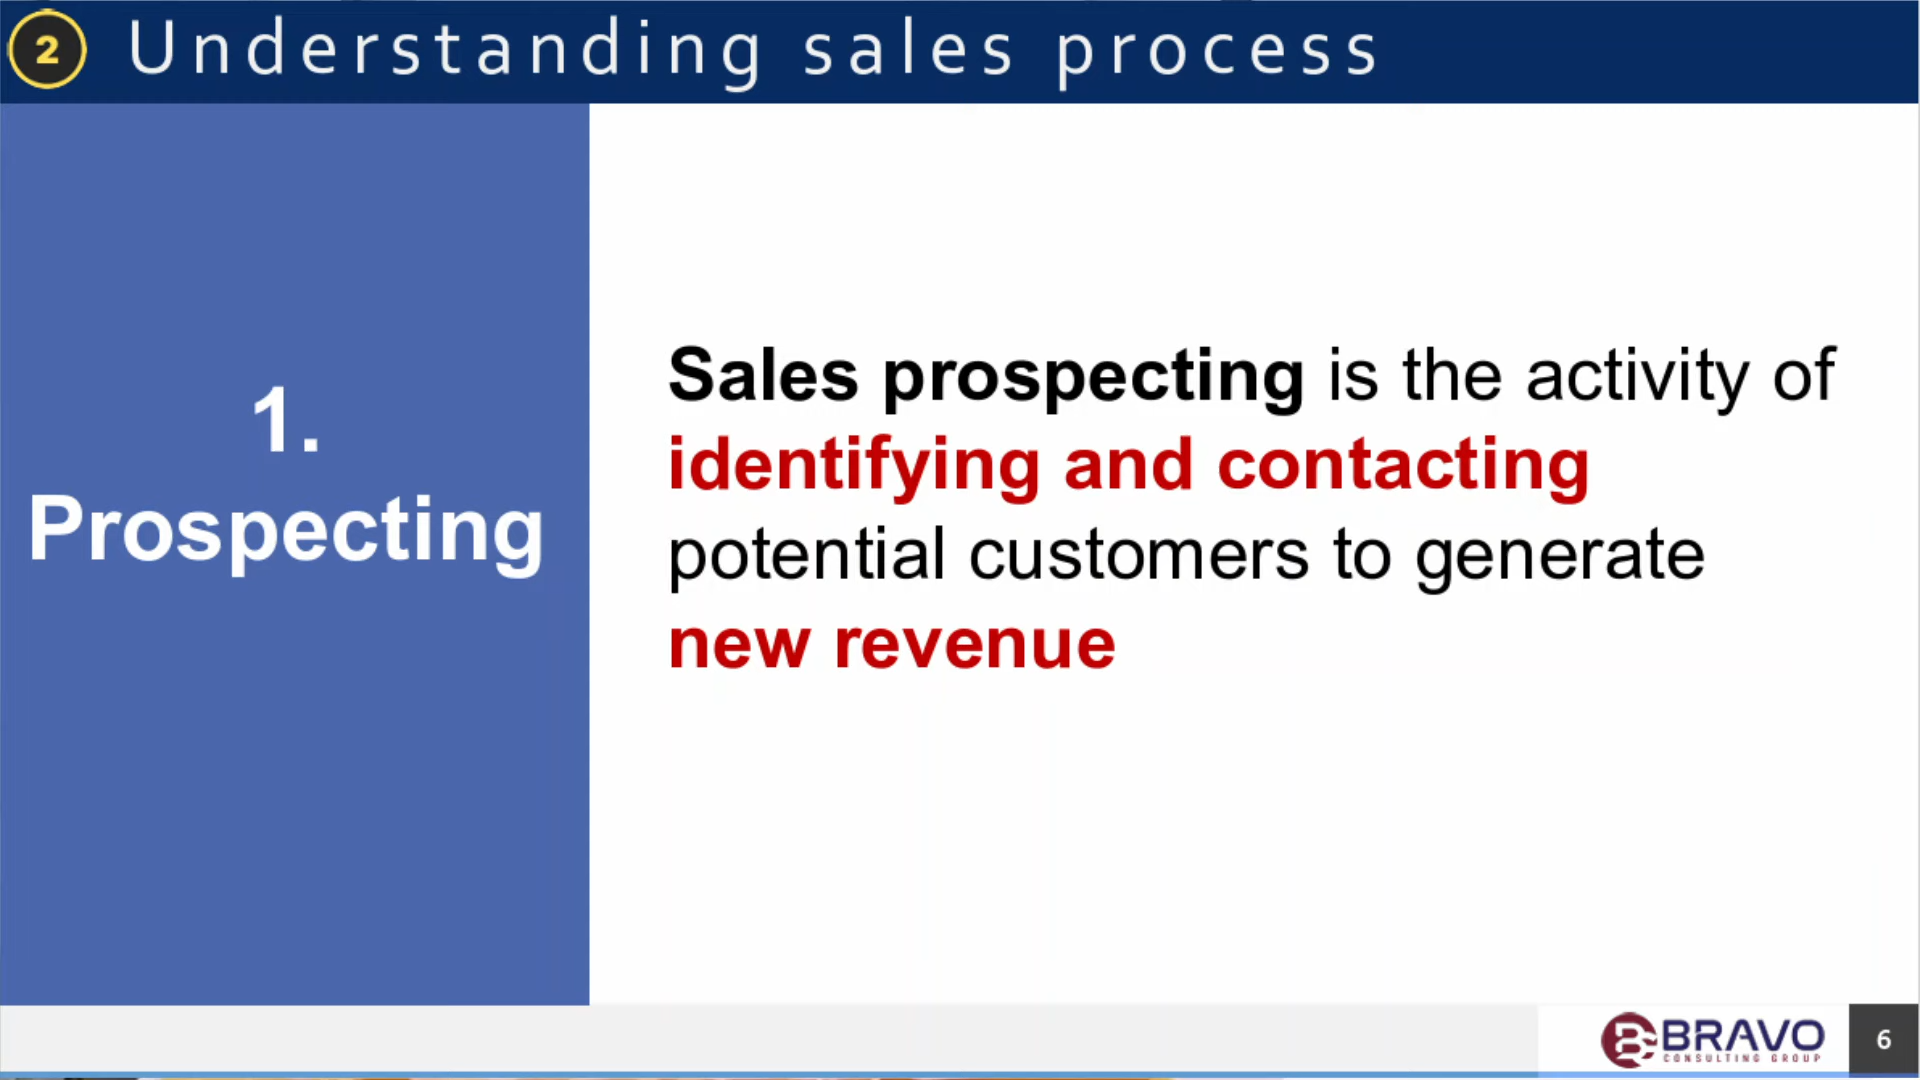 2
Understanding sales process
1.
Prospecting
Sales prospecting is the activity of
identifying and contacting
potential customers to generate
new revenue
BRAVO
CONSULTING GROUP
6